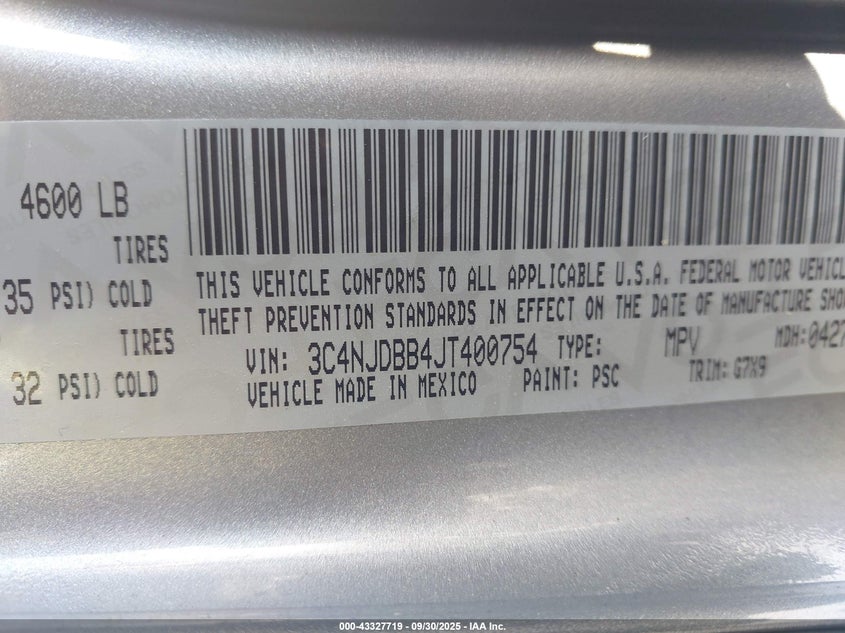 4600 LB
TIRES
35 PSI) COLD
TIRES
32 PSI) COLD
THIS VEHICLE CONFORMS TO ALL APPLICABLE U.S.A. FEDERAL MOTOR VEHICL
THEFT PREVENTION STANDARDS IN EFFECT ON THE DATE OF MANUFACTURE SHO
VIN: 3C4NJDBB4JT400754 TYPE: MPV MDH: 0427
VEHICLE MADE IN MEXICO PAINT: PSC TRIM: G7X9
000-43327719 — 09/30/2025 — IAA Inc.